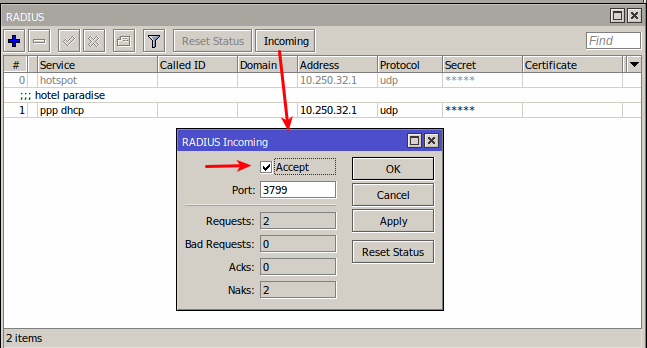 RADIUS
Reset Status Incoming Find
# Service Called ID Domain Address Protocol Secret Certificate
0 hotspot 10.250.32.1 udp *****
;;; hotel paradise
1 ppp dhcp 10.250.32.1 udp *****
RADIUS Incoming
Accept OK
Port: 3799 Cancel
Requests: 2 Apply
Bad Requests: 0 Reset Status
Acks: 0
Naks: 2
2 items